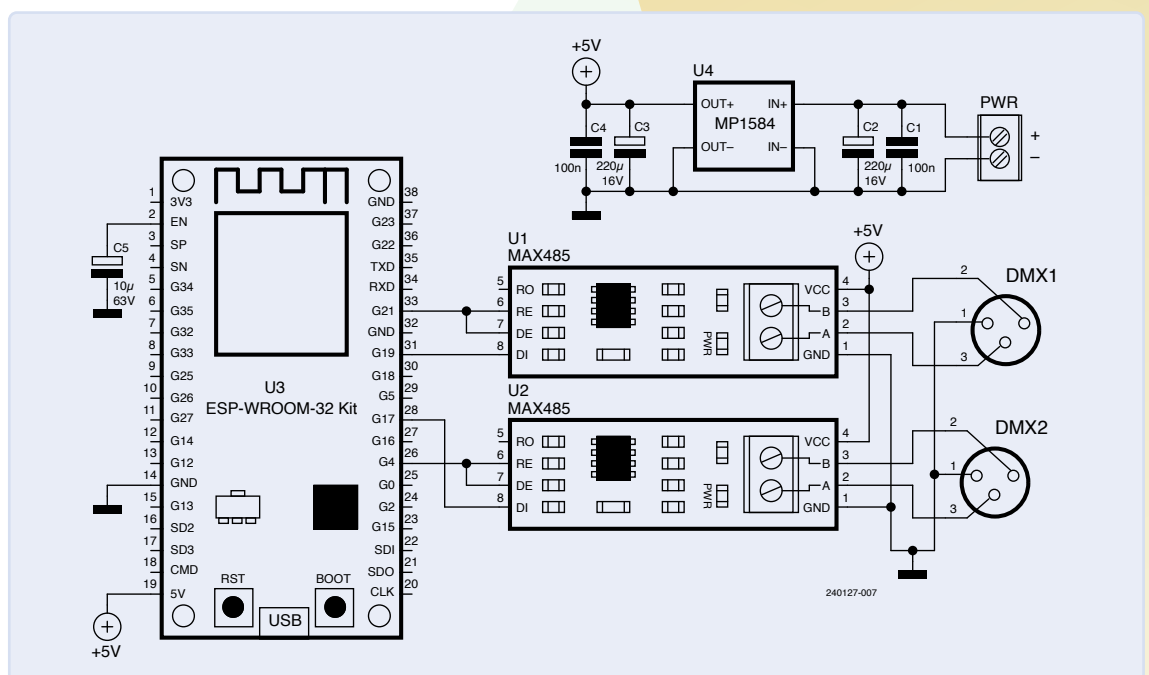 +5V
U4
OUT+ IN+
MP1584
OUT– IN–
C4
100n
C3
220µ
16V
C2
220µ
16V
C1
100n
PWR
+
–
1 3V3
2 EN
3 SP
4 SN
5 G34
6 G35
7 G32
8 G33
9 G25
10 G26
11 G27
12 G14
13 G12
14 GND
15 G13
16 SD2
17 SD3
18 CMD
19 5V
C5
10µ
63V
+5V
U3
ESP-WROOM-32 Kit
RST
BOOT
USB
GND 38
G23 37
G22 36
TXD 35
RXD 34
G21 33
GND 32
G19 31
G18 30
G5 29
G17 28
G16 27
G4 26
G0 25
G2 24
G15 23
SDI 22
SDO 21
CLK 20
U1
MAX485
5 RO
6 RE
7 DE
8 DI
PWR
VCC 4
B 3
A 2
GND 1
+5V
2
1
3
DMX1
U2
MAX485
5 RO
6 RE
7 DE
8 DI
PWR
VCC 4
B 3
A 2
GND 1
2
1
3
DMX2
240127-007